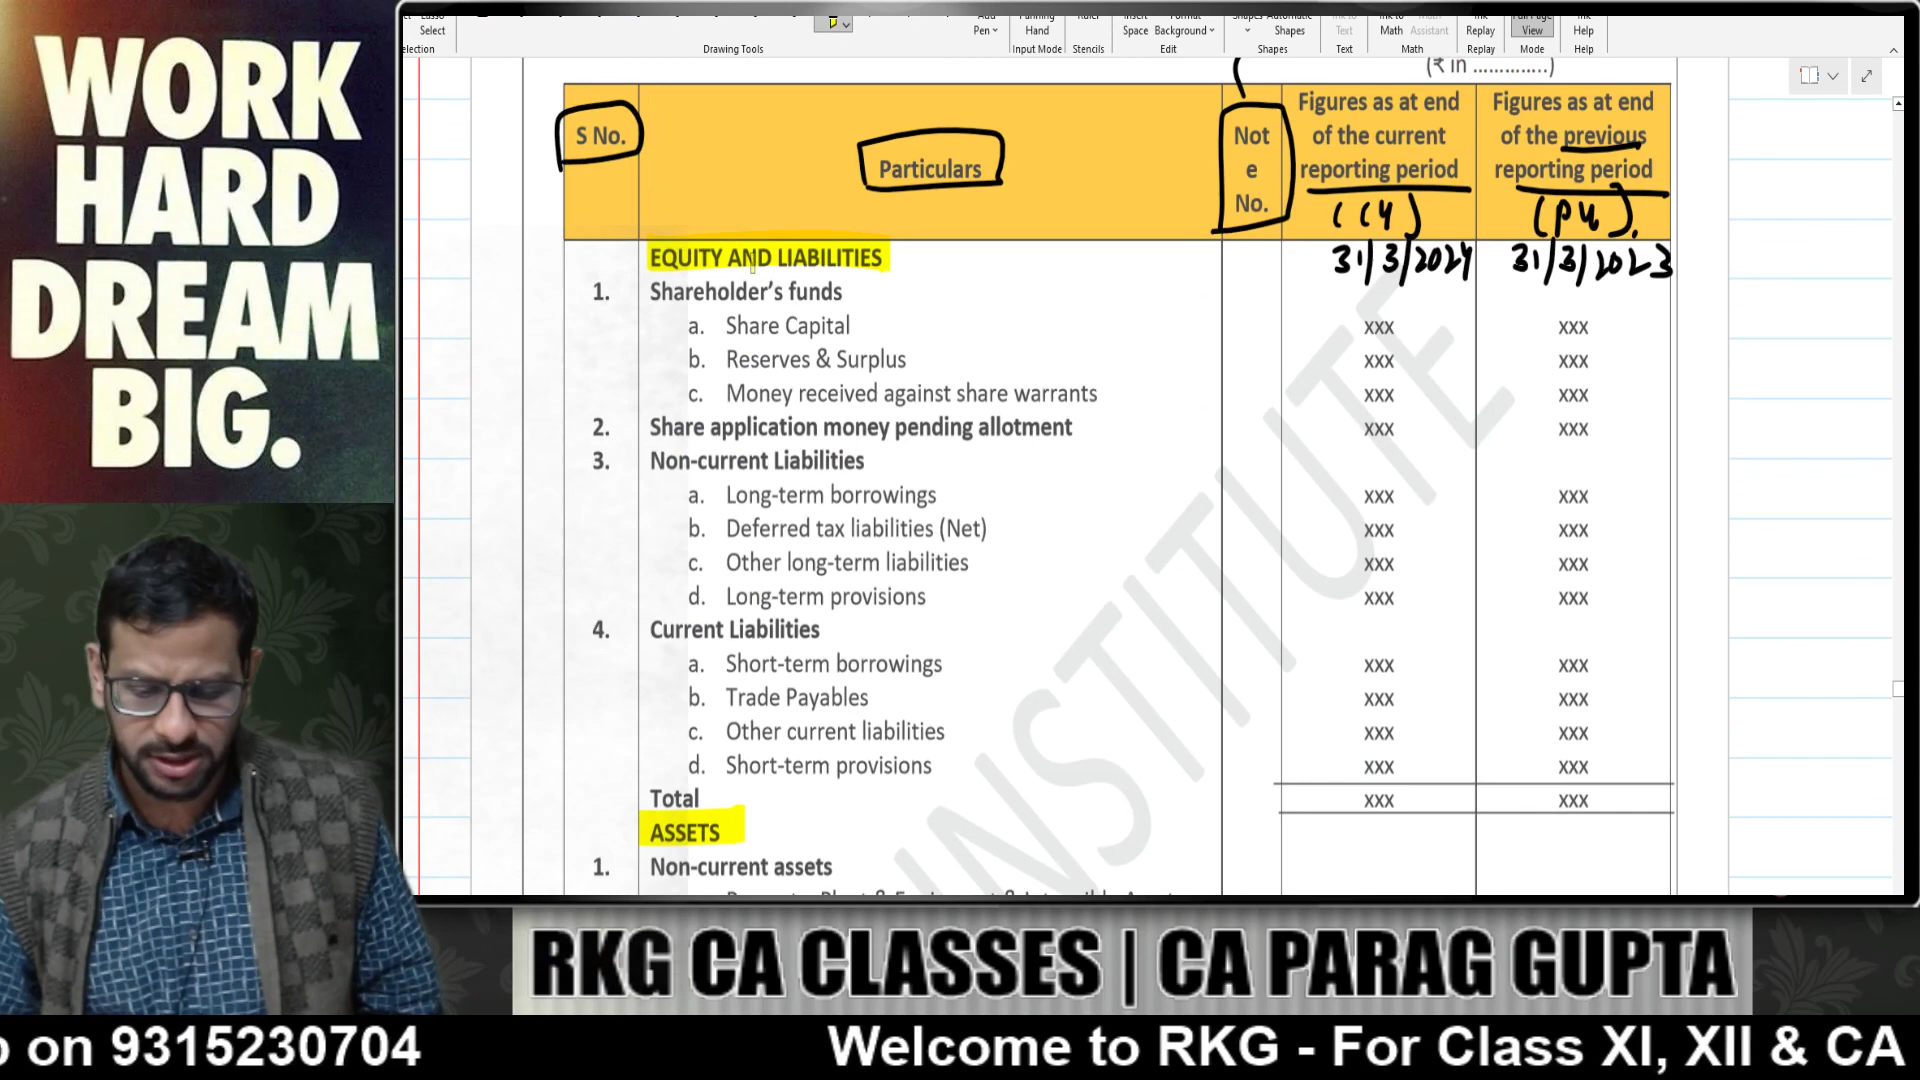 WORK
HARD
DREAM
BIG.
Select
Drawing Tools
Pen
Hand
Input Mode
Stencils
Space
Background
Edit
Shapes
Shapes
Text
Text
Math
Assistant
Math
Replay
Replay
View
Mode
Help
Help
(₹ in .............)
S No.
Particulars
Not
e
No.
Figures as at end
of the current
reporting period
(CY)
Figures as at end
of the previous
reporting period
(PY).
EQUITY AND LIABILITIES
31/3/2024 31/3/2023
1. Shareholder’s funds
a. Share Capital xxx xxx
b. Reserves & Surplus xxx xxx
c. Money received against share warrants xxx xxx
2. Share application money pending allotment xxx xxx
3. Non-current Liabilities
a. Long-term borrowings xxx xxx
b. Deferred tax liabilities (Net) xxx xxx
c. Other long-term liabilities xxx xxx
d. Long-term provisions xxx xxx
4. Current Liabilities
a. Short-term borrowings xxx xxx
b. Trade Payables xxx xxx
c. Other current liabilities xxx xxx
d. Short-term provisions xxx xxx
Total xxx xxx
ASSETS
1. Non-current assets
INSTITUTE
RKG CA CLASSES | CA PARAG GUPTA
on 9315230704 Welcome to RKG - For Class XI, XII & CA